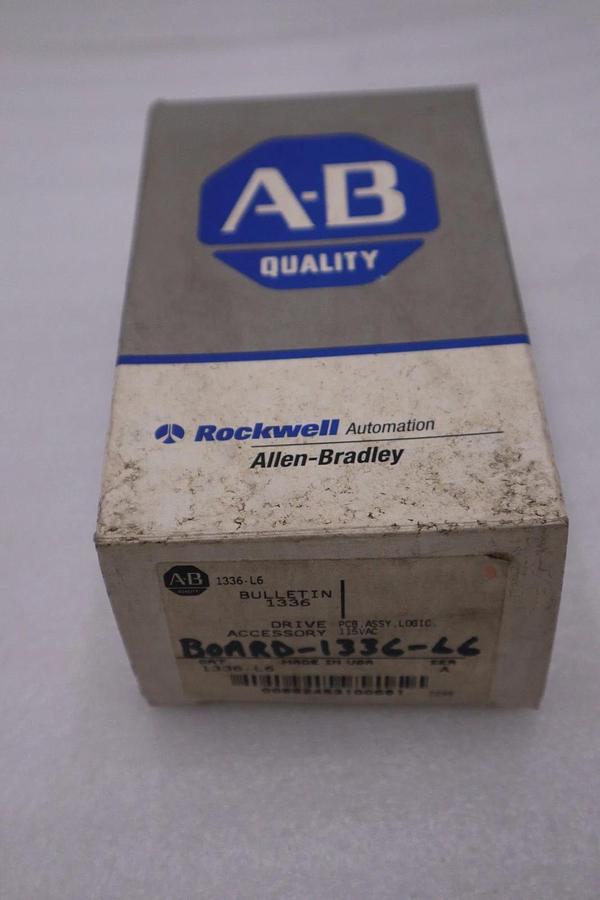 A-B
QUALITY
Rockwell Automation
Allen-Bradley
A-B 1336-L6
QUALITY
BULLETIN
1336
DRIVE PCB.ASSY.LOGIC.
ACCESSORY 115VAC
BOARD-1336-L6
CAT MADE IN USA SER
1336-L6 A